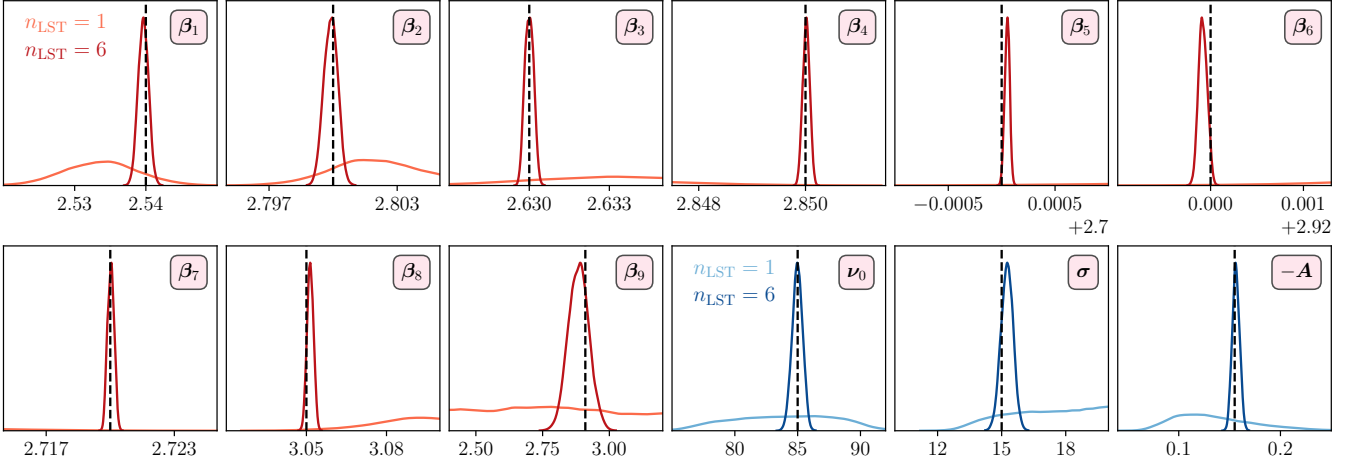 n_LST = 1
n_LST = 6
β₁
β₂
β₃
β₄
β₅
β₆
2.53 2.54
2.797 2.803
2.630 2.633
2.848 2.850
−0.0005 0.0005
+2.7
0.000 0.001
+2.92
β₇
β₈
β₉
n_LST = 1
n_LST = 6
ν₀
σ
−A
2.717 2.723
3.05 3.08
2.50 2.75 3.00
80 85 90
12 15 18
0.1 0.2